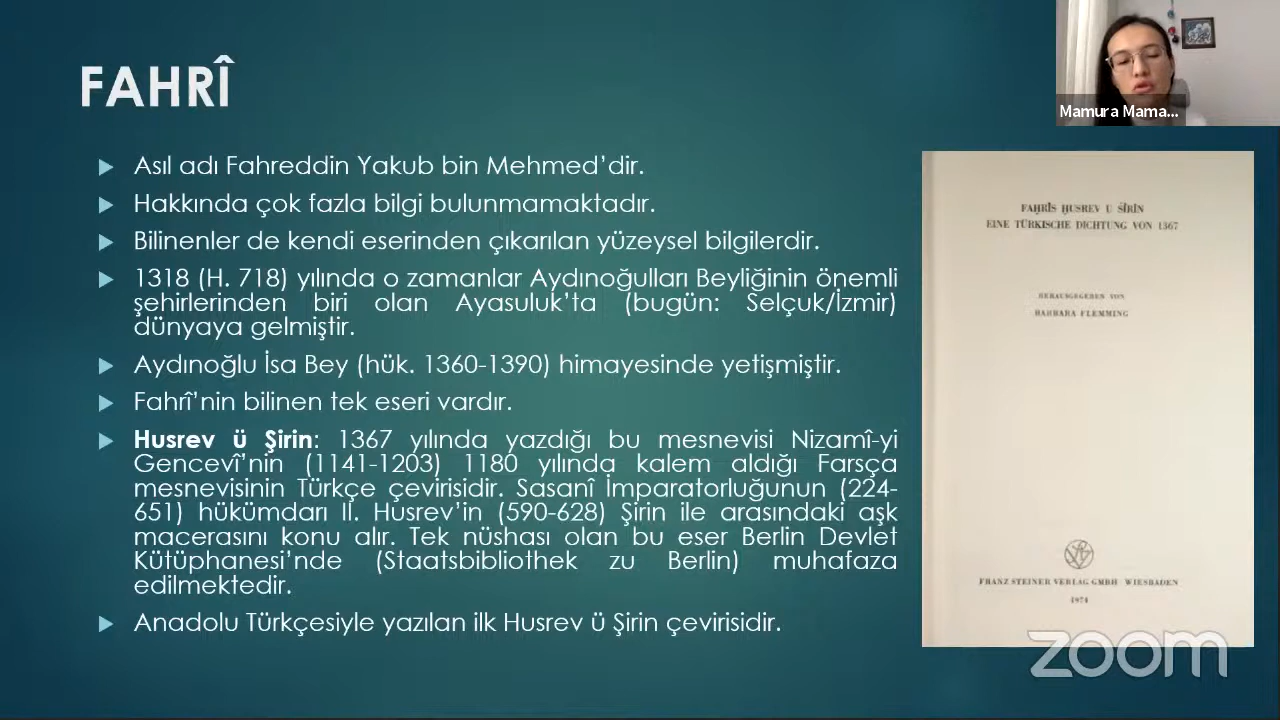 FAHRÎ
Mamura Mama...
Asıl adı Fahreddin Yakub bin Mehmed’dir.
Hakkında çok fazla bilgi bulunmamaktadır.
Bilinenler de kendi eserinden çıkarılan yüzeysel bilgilerdir.
1318 (H. 718) yılında o zamanlar Aydınoğulları Beyliğinin önemli
şehirlerinden biri olan Ayasuluk’ta (bugün: Selçuk/İzmir)
dünyaya gelmiştir.
Aydınoğlu İsa Bey (hük. 1360-1390) himayesinde yetişmiştir.
Fahrî’nin bilinen tek eseri vardır.
Husrev ü Şirin: 1367 yılında yazdığı bu mesnevisi Nizamî-yi
Gencevî’nin (1141-1203) 1180 yılında kalem aldığı Farsça
mesnevisinin Türkçe çevirisidir. Sasanî İmparatorluğunun (224-
651) hükümdarı II. Husrev’in (590-628) Şirin ile arasındaki aşk
macerasını konu alır. Tek nüshası olan bu eser Berlin Devlet
Kütüphanesi’nde (Staatsbibliothek zu Berlin) muhafaza
edilmektedir.
Anadolu Türkçesiyle yazılan ilk Husrev ü Şirin çevirisidir.
FAḪRĪS ḪUSREV U ŠĪRĪN
EINE TÜRKISCHE DICHTUNG VON 1367
HERAUSGEGEBEN VON
BARBARA FLEMMING
FRANZ STEINER VERLAG GMBH WIESBADEN
1974
zoom